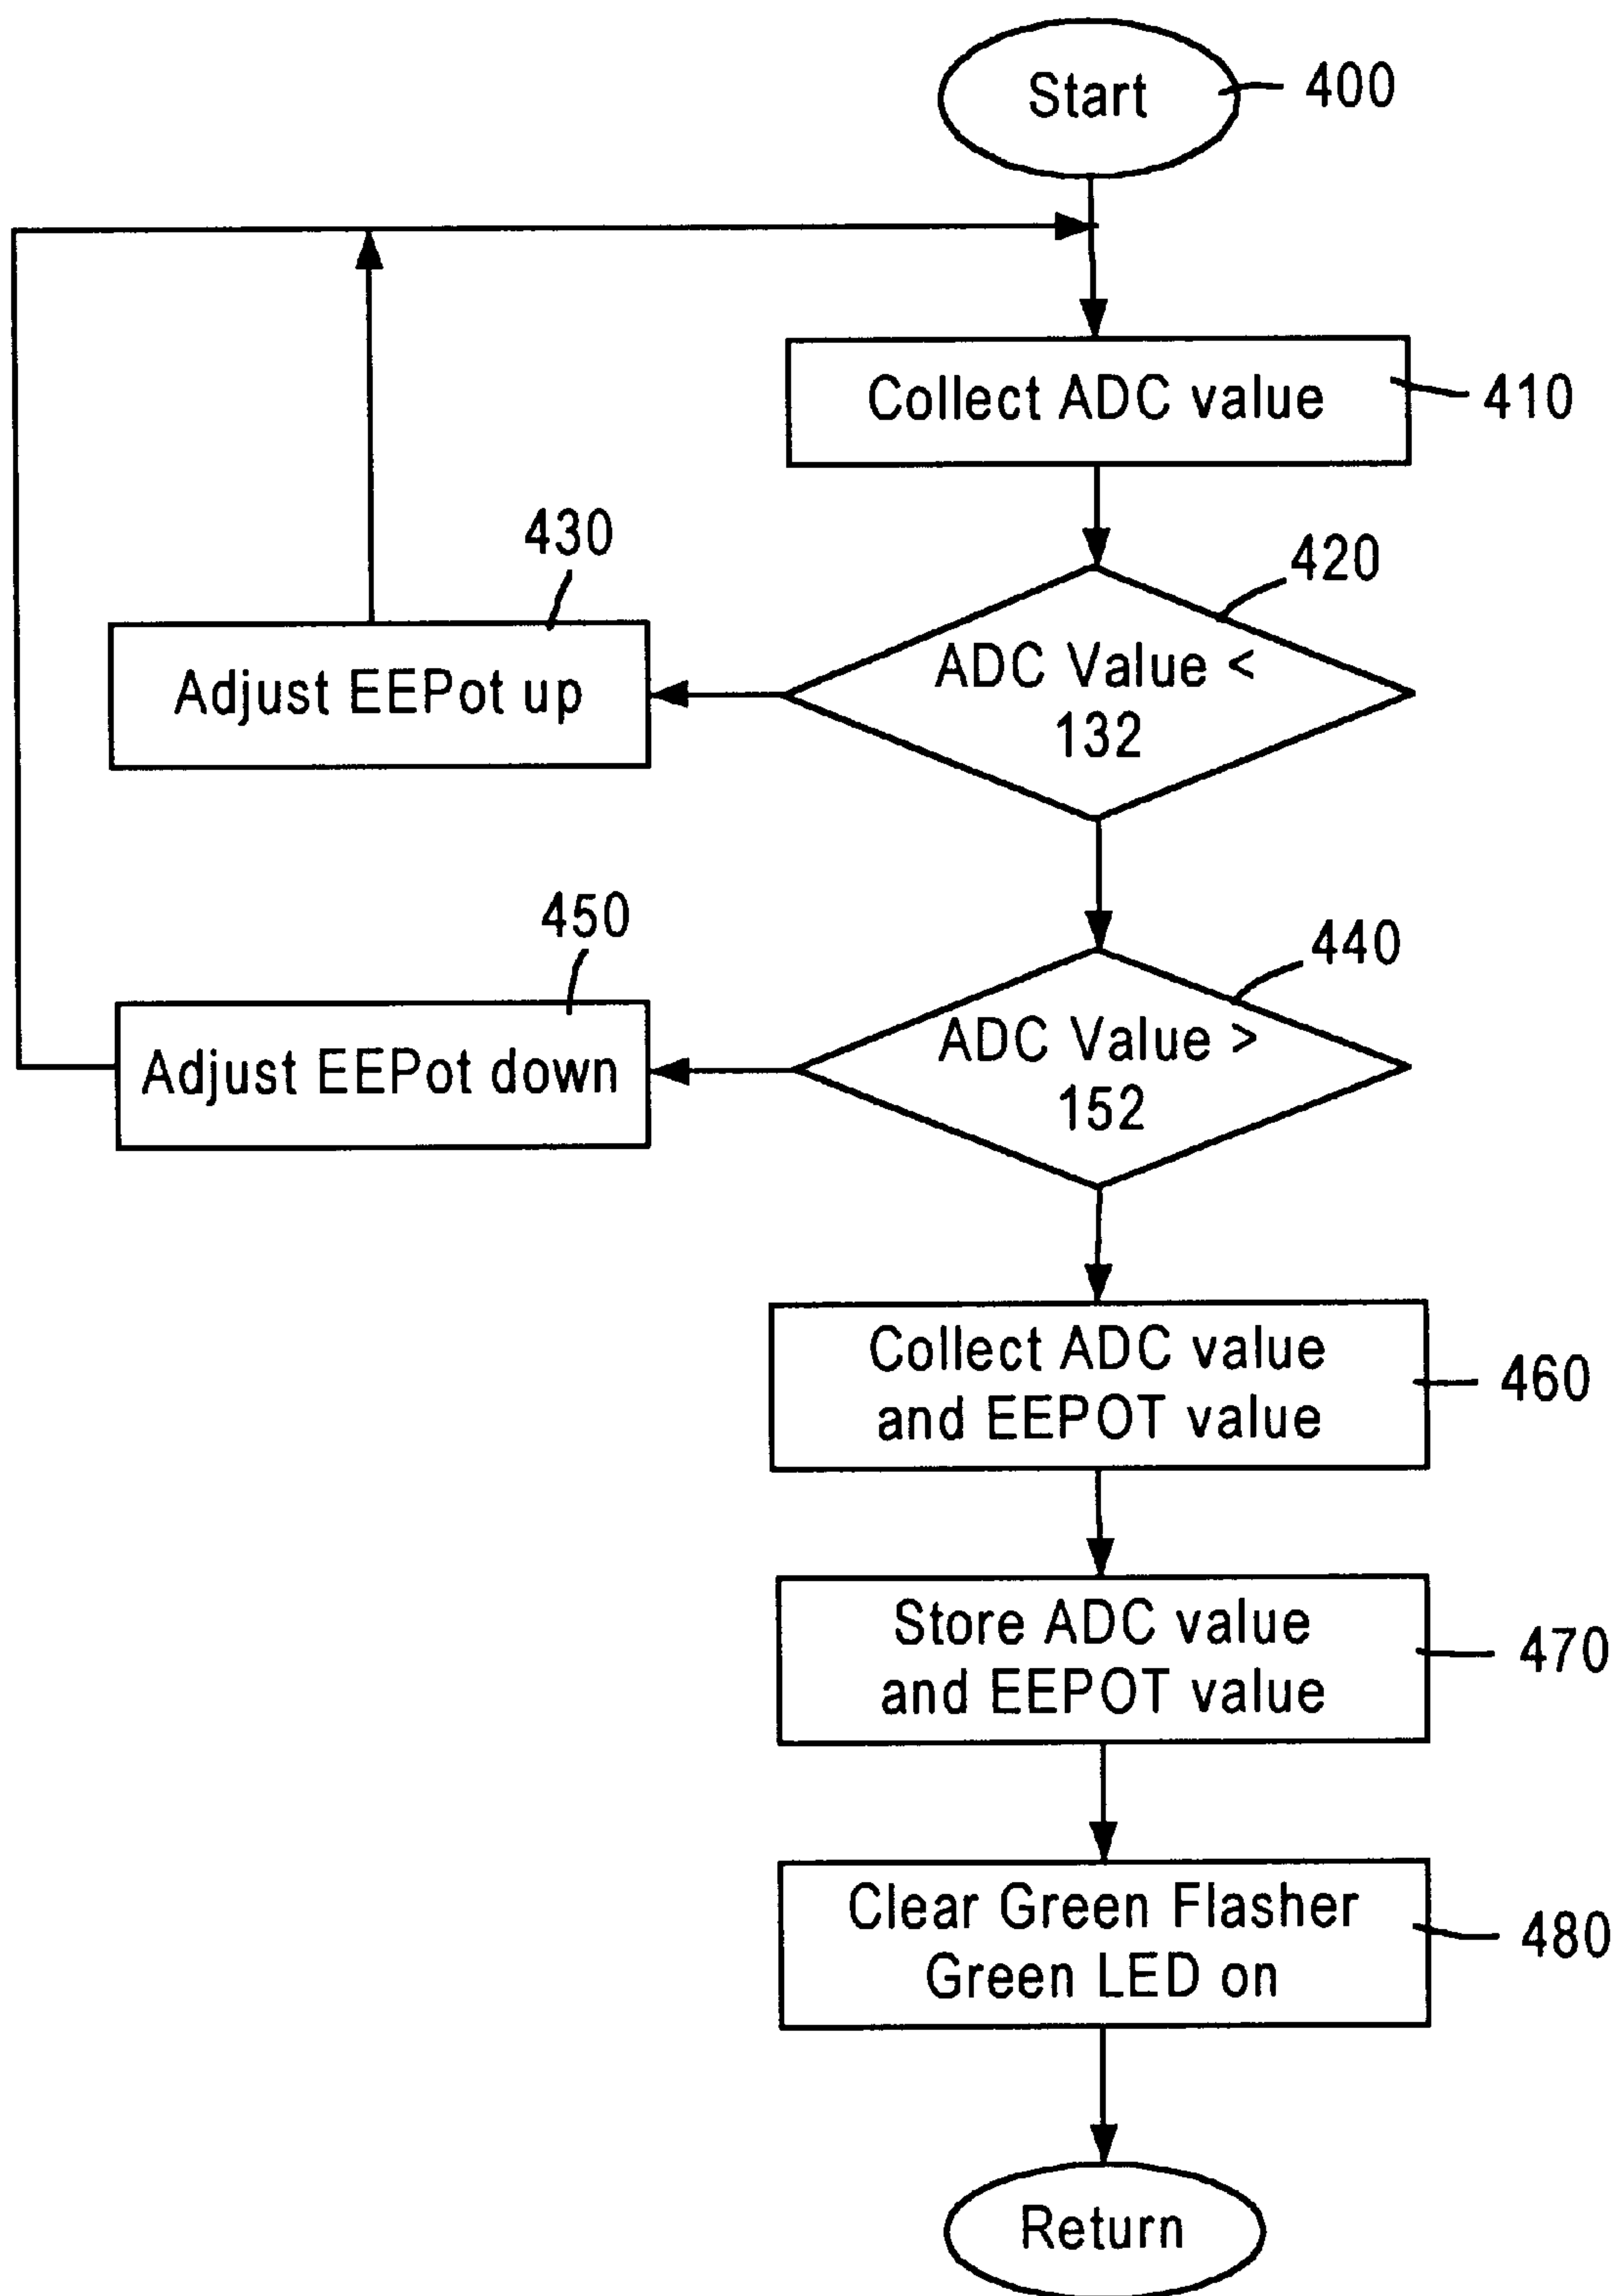 Start
400
Collect ADC value
410
430
420
Adjust EEPot up
ADC Value <
132
450
440
Adjust EEPot down
ADC Value >
152
Collect ADC value
and EEPOT value
460
Store ADC value
and EEPOT value
470
Clear Green Flasher
Green LED on
480
Return